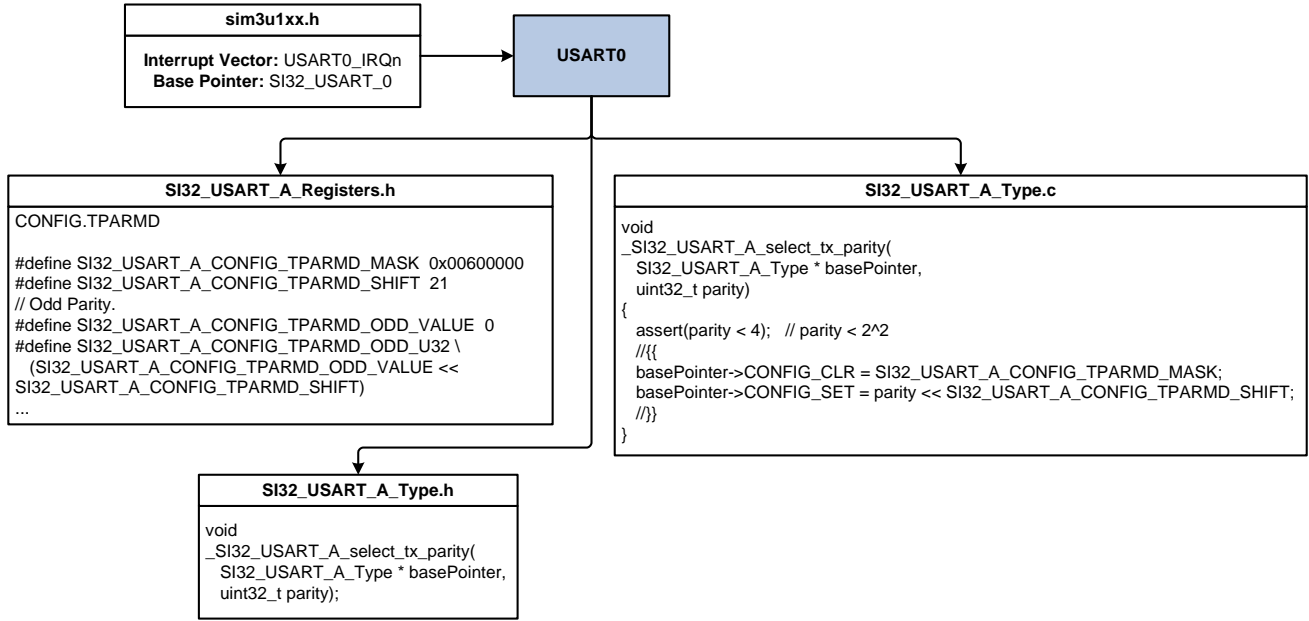 sim3u1xx.h
Interrupt Vector: USART0_IRQn
Base Pointer: SI32_USART_0
USART0
SI32_USART_A_Registers.h
CONFIG.TPARMD
#define SI32_USART_A_CONFIG_TPARMD_MASK 0x00600000
#define SI32_USART_A_CONFIG_TPARMD_SHIFT 21
// Odd Parity.
#define SI32_USART_A_CONFIG_TPARMD_ODD_VALUE 0
#define SI32_USART_A_CONFIG_TPARMD_ODD_U32 \
(SI32_USART_A_CONFIG_TPARMD_ODD_VALUE <<
SI32_USART_A_CONFIG_TPARMD_SHIFT)
...
SI32_USART_A_Type.c
void
_SI32_USART_A_select_tx_parity(
SI32_USART_A_Type * basePointer,
uint32_t parity)
{
assert(parity < 4); // parity < 2^2
//{{
basePointer->CONFIG_CLR = SI32_USART_A_CONFIG_TPARMD_MASK;
basePointer->CONFIG_SET = parity << SI32_USART_A_CONFIG_TPARMD_SHIFT;
//}}
}
SI32_USART_A_Type.h
void
_SI32_USART_A_select_tx_parity(
SI32_USART_A_Type * basePointer,
uint32_t parity);